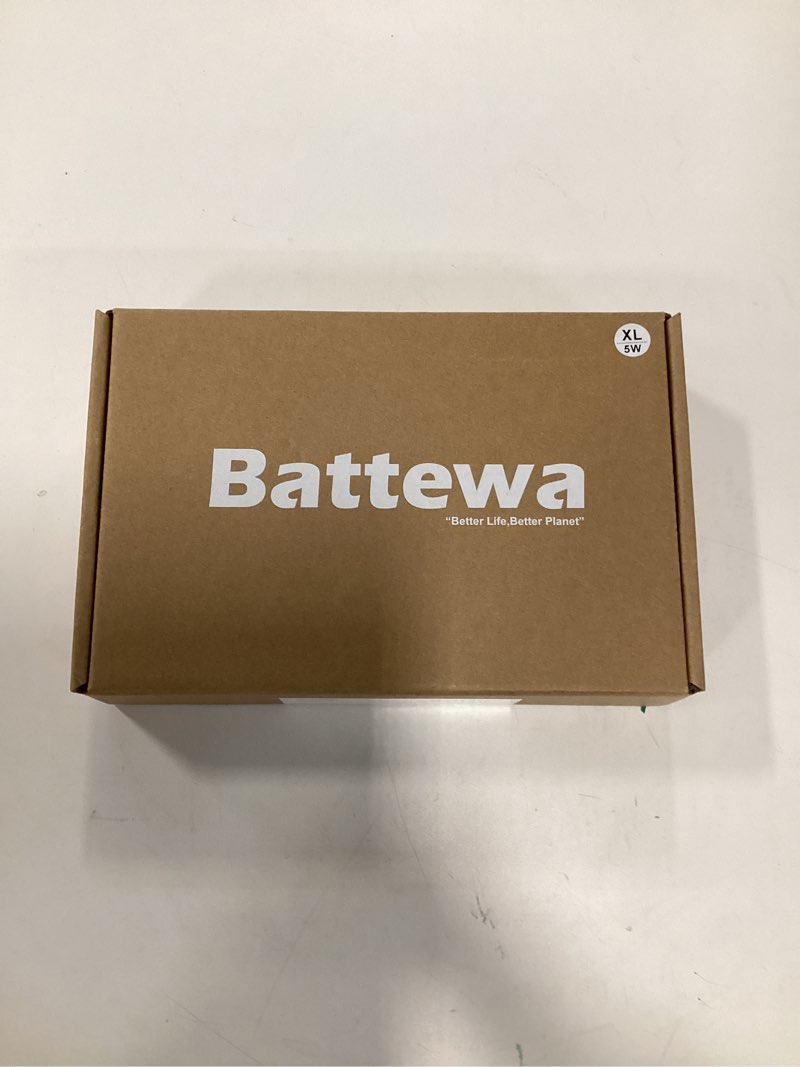 XL
5W
Battewa
“Better Life,Better Planet”